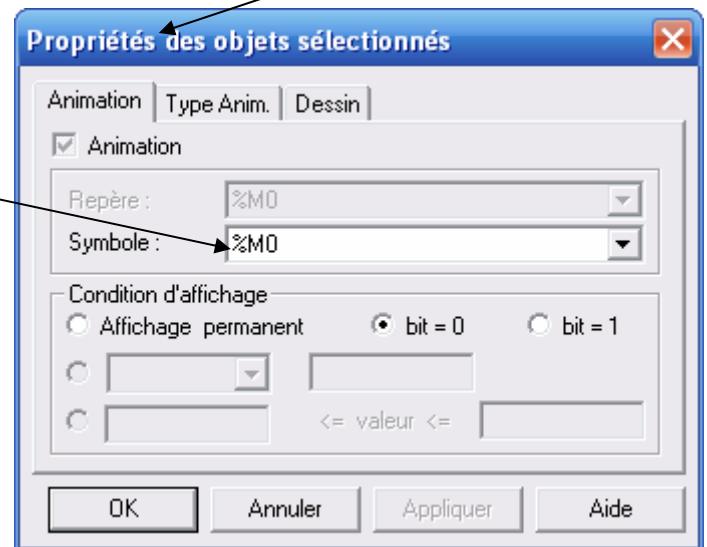 Propriétés des objets sélectionnés
Animation Type Anim. Dessin
Animation
Repère : %M0
Symbole : %M0
Condition d'affichage
Affichage permanent bit = 0 bit = 1
<= valeur <=
OK Annuler Appliquer Aide